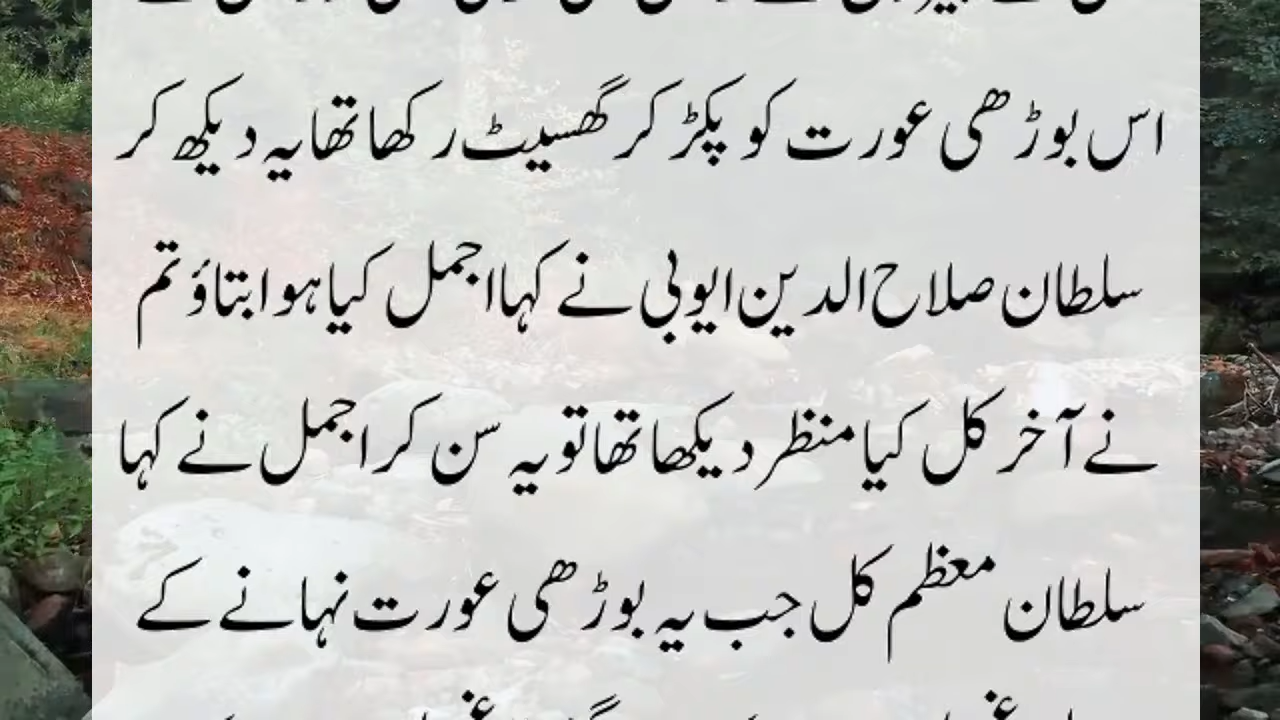 اس بوڑھی عورت کو پکڑ کر گھسیٹ رکھا تھا یہ دیکھ کر
سلطان صلاح الدین ایوبی نے کہا اجمل کیا ہوا بتاؤ تم
نے آخر کل کیا منظر دیکھا تھا تو یہ سن کر اجمل نے کہا
سلطان معظم کل جب یہ بوڑھی عورت نہانے کے